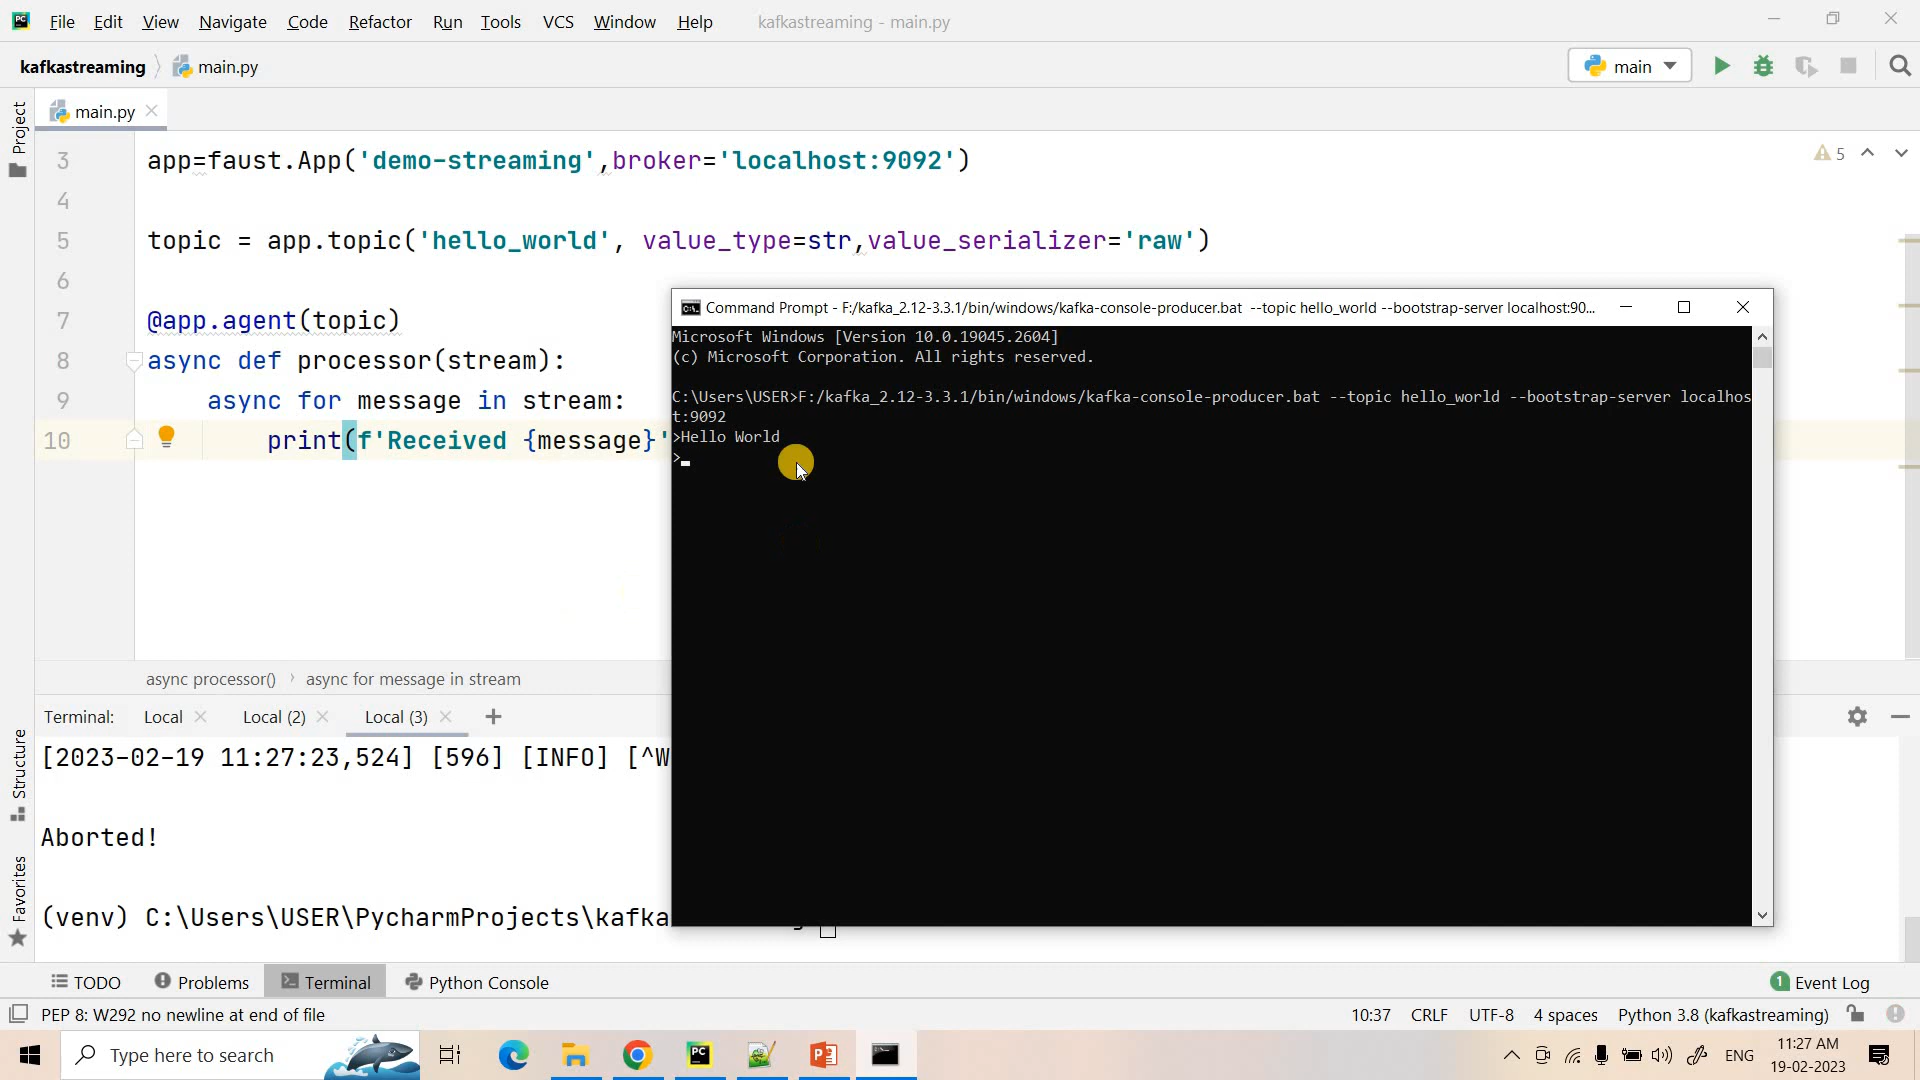 File Edit View Navigate Code Refactor Run Tools VCS Window Help kafkastreaming - main.py
kafkastreaming main.py main
main.py
Project
3 app=faust.App('demo-streaming',broker='localhost:9092')
5
4
5 topic = app.topic('hello_world', value_type=str,value_serializer='raw')
6
7 @app.agent(topic)
8 async def processor(stream):
9 async for message in stream:
10 print(f'Received {message}'
Command Prompt - F:/kafka_2.12-3.3.1/bin/windows/kafka-console-producer.bat --topic hello_world --bootstrap-server localhost:90...
Microsoft Windows [Version 10.0.19045.2604]
(c) Microsoft Corporation. All rights reserved.
C:\Users\USER>F:/kafka_2.12-3.3.1/bin/windows/kafka-console-producer.bat --topic hello_world --bootstrap-server localhos
t:9092
>Hello World
>
async processor() › async for message in stream
Terminal: Local Local (2) Local (3)
[2023-02-19 11:27:23,524] [596] [INFO] [^W
Aborted!
(venv) C:\Users\USER\PycharmProjects\kafka
Structure
Favorites
TODO Problems Terminal Python Console 1 Event Log
PEP 8: W292 no newline at end of file 10:37 CRLF UTF-8 4 spaces Python 3.8 (kafkastreaming)
Type here to search ENG 11:27 AM
19-02-2023